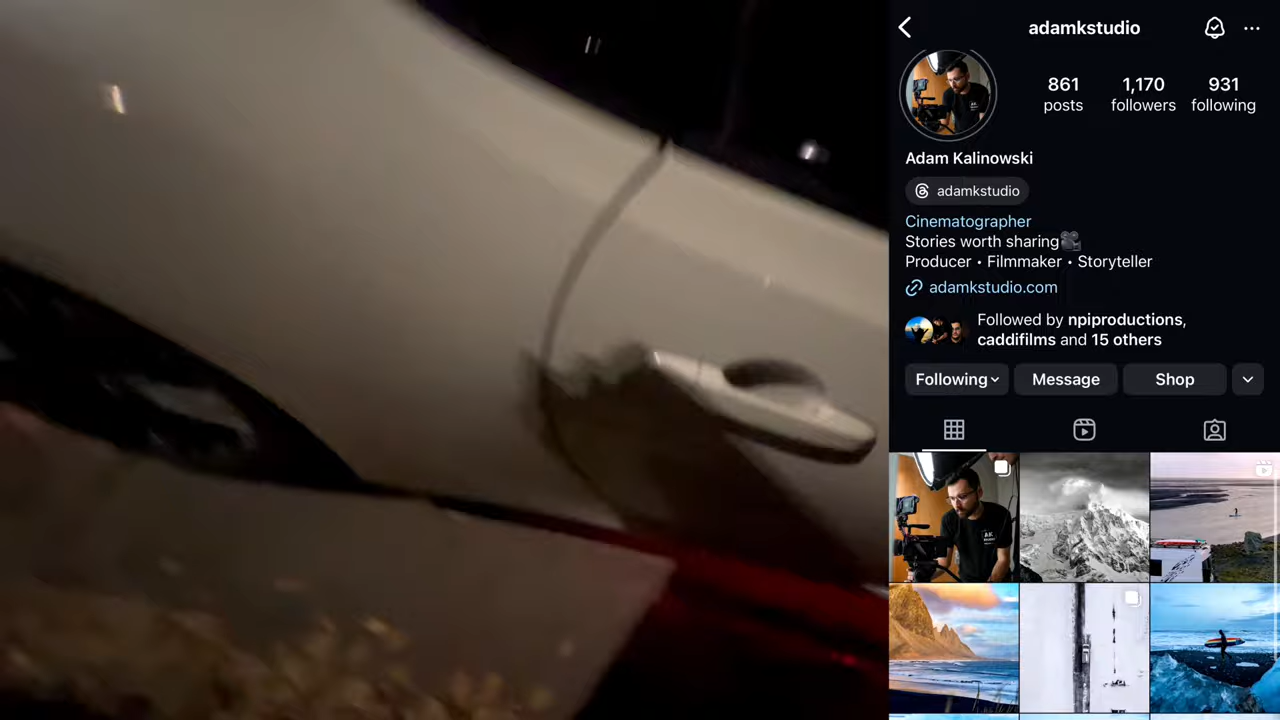 adamkstudio
861
posts
1,170
followers
931
following
Adam Kalinowski
adamkstudio
Cinematographer
Stories worth sharing🎥
Producer • Filmmaker • Storyteller
adamkstudio.com
Followed by npiproductions,
caddifilms and 15 others
Following
Message
Shop
AK